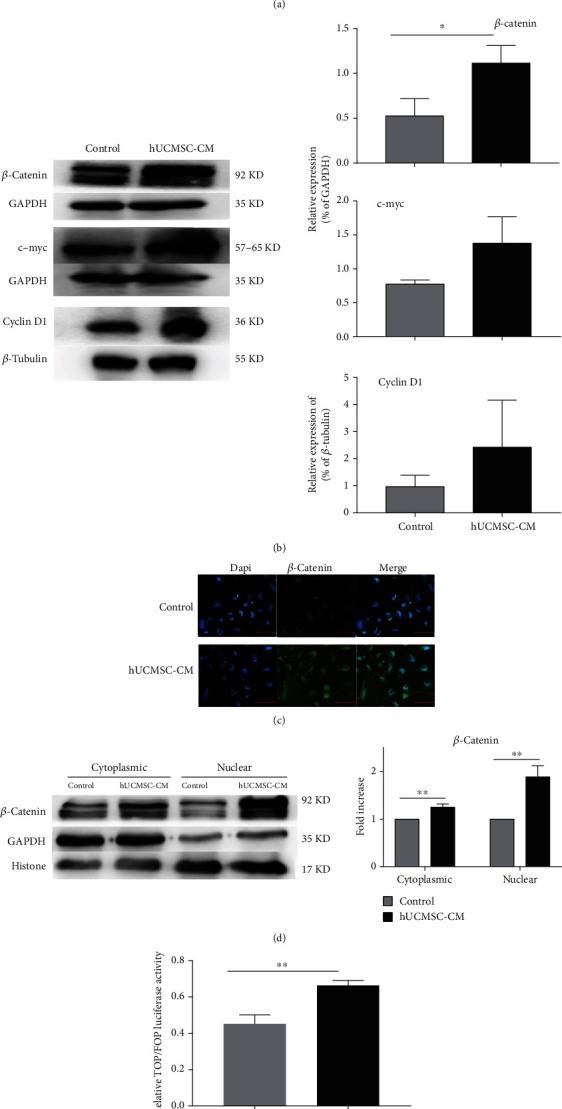 (a)
Control hUCMSC-CM
β-Catenin 92 KD
GAPDH 35 KD
c–myc 57–65 KD
GAPDH 35 KD
Cyclin D1 36 KD
β-Tubulin 55 KD
β-catenin
*
1.5
1.0
0.5
0.0
Relative expression
(% of GAPDH)
c-myc
2.0
1.5
1.0
0.5
0.0
Cyclin D1
5
4
3
2
1
0
Relative expression of
(% of β-tubulin)
Control hUCMSC-CM
(b)
Dapi β-Catenin Merge
Control
hUCMSC-CM
(c)
Cytoplasmic Nuclear
Control hUCMSC-CM Control hUCMSC-CM
β-Catenin 92 KD
GAPDH 35 KD
Histone 17 KD
β-Catenin
**
**
2
1
0
Fold increase
Cytoplasmic Nuclear
Control
hUCMSC-CM
(d)
**
0.8
0.6
0.4
0.2
0.0
TOP/FOP luciferase activity